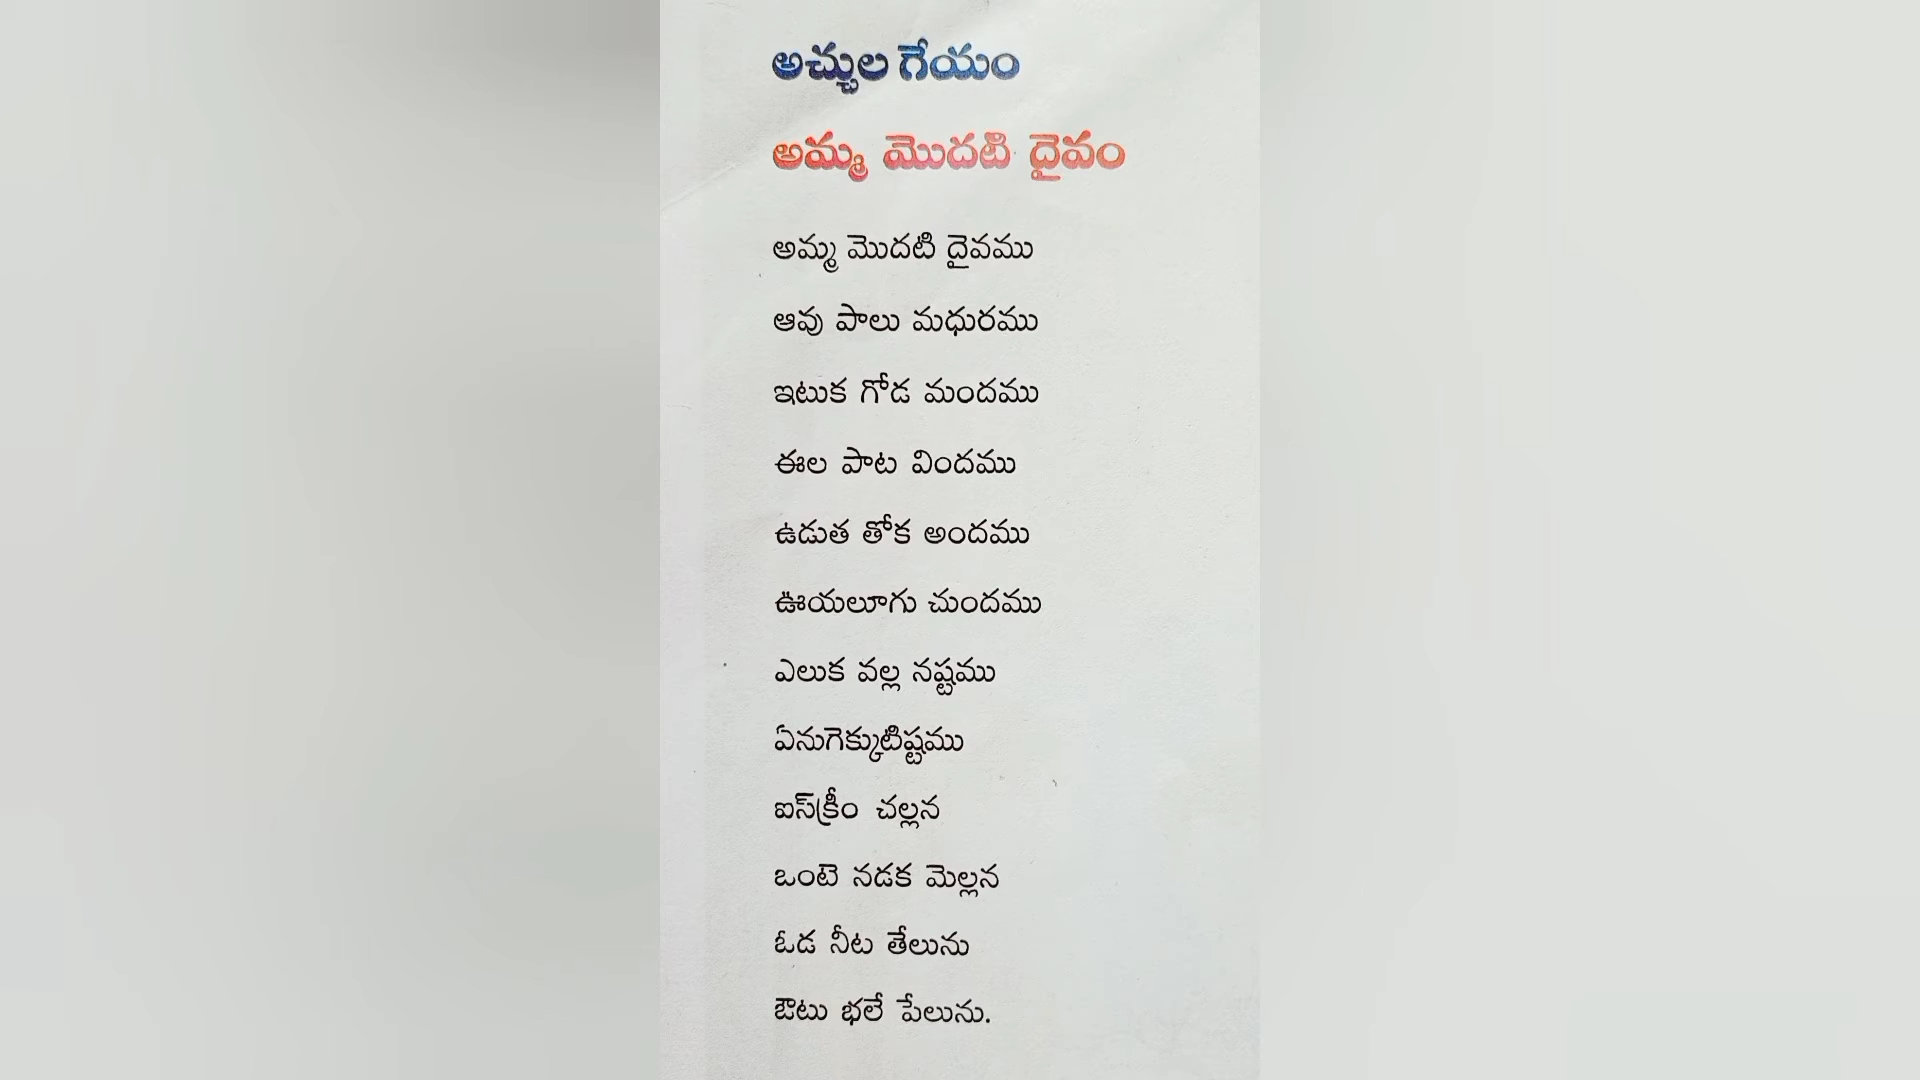 అచ్చుల గేయం
అమ్మ మొదటి దైవం
అమ్మ మొదటి దైవము
ఆవు పాలు మధురము
ఇటుక గోడ మందము
ఈల పాట విందము
ఉడుత తోక అందము
ఊయలూగు చుందము
ఎలుక వల్ల నష్టము
ఏనుగెక్కుటిష్టము
ఐస్‌క్రీం చల్లన
ఒంటె నడక మెల్లన
ఓడ నీట తేలును
ఔటు భలే పేలును.